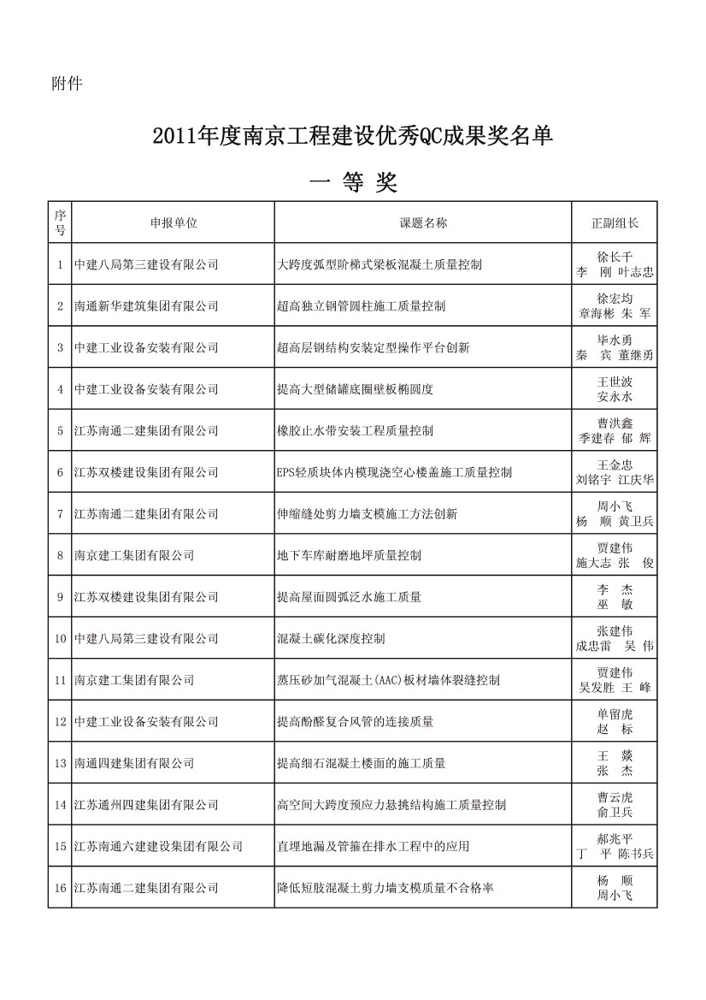 附件
2011年度南京工程建设优秀QC成果奖名单
一 等 奖
序号 申报单位 课题名称 正副组长
1 中建八局第三建设有限公司 大跨度弧型阶梯式梁板混凝土质量控制 徐长千
李　刚 叶志忠
2 南通新华建筑集团有限公司 超高独立钢管圆柱施工质量控制 徐宏均
章海彬 朱 军
3 中建工业设备安装有限公司 超高层钢结构安装定型操作平台创新 毕水勇
秦　宾 董继勇
4 中建工业设备安装有限公司 提高大型储罐底圈壁板椭圆度 王世波
安永水
5 江苏南通二建集团有限公司 橡胶止水带安装工程质量控制 曹洪鑫
季建春 郁 辉
6 江苏双楼建设集团有限公司 EPS轻质块体内模现浇空心楼盖施工质量控制 王金忠
刘铭宇 江庆华
7 江苏南通二建集团有限公司 伸缩缝处剪力墙支模施工方法创新 周小飞
杨　顺 黄卫兵
8 南京建工集团有限公司 地下车库耐磨地坪质量控制 贾建伟
施大志 张　俊
9 江苏双楼建设集团有限公司 提高屋面圆弧泛水施工质量 李　杰
巫　敏
10 中建八局第三建设有限公司 混凝土碳化深度控制 张建伟
成忠雷　吴 伟
11 南京建工集团有限公司 蒸压砂加气混凝土(AAC)板材墙体裂缝控制 贾建伟
吴发胜 王 峰
12 中建工业设备安装有限公司 提高酚醛复合风管的连接质量 单留虎
赵　标
13 南通四建集团有限公司 提高细石混凝土楼面的施工质量 王　燚
张　杰
14 江苏通州四建集团有限公司 高空间大跨度预应力悬挑结构施工质量控制 曹云虎
俞卫兵
15 江苏南通六建建设集团有限公司 直埋地漏及管箍在排水工程中的应用 郝兆平
丁　平 陈书兵
16 江苏南通二建集团有限公司 降低短肢混凝土剪力墙支模质量不合格率 杨　顺
周小飞